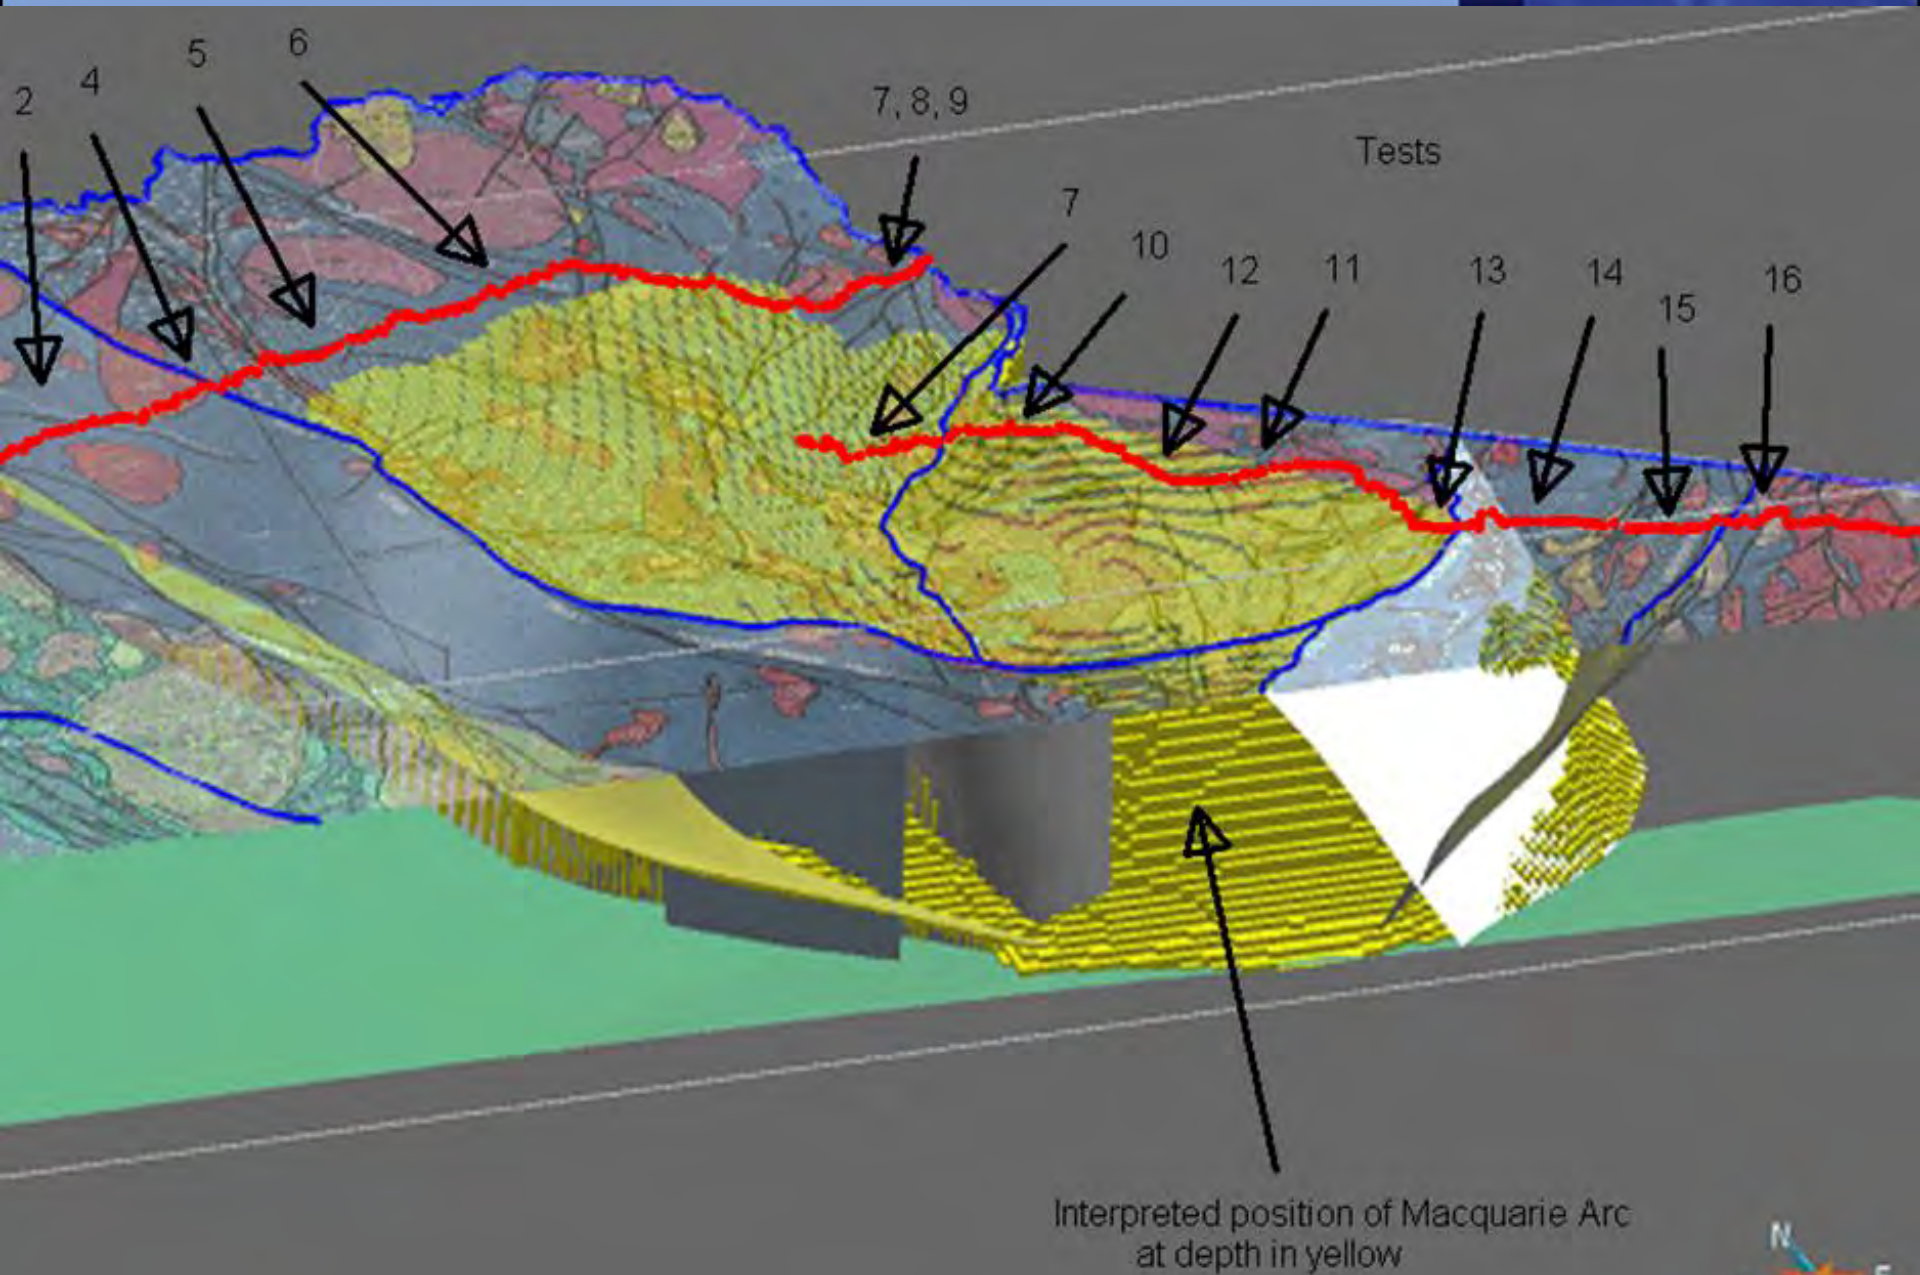 6
5
4
2
7, 8, 9
Tests
7
10
12
11
13
14
16
15
Interpreted position of Macquarie Arc
at depth in yellow
N
E